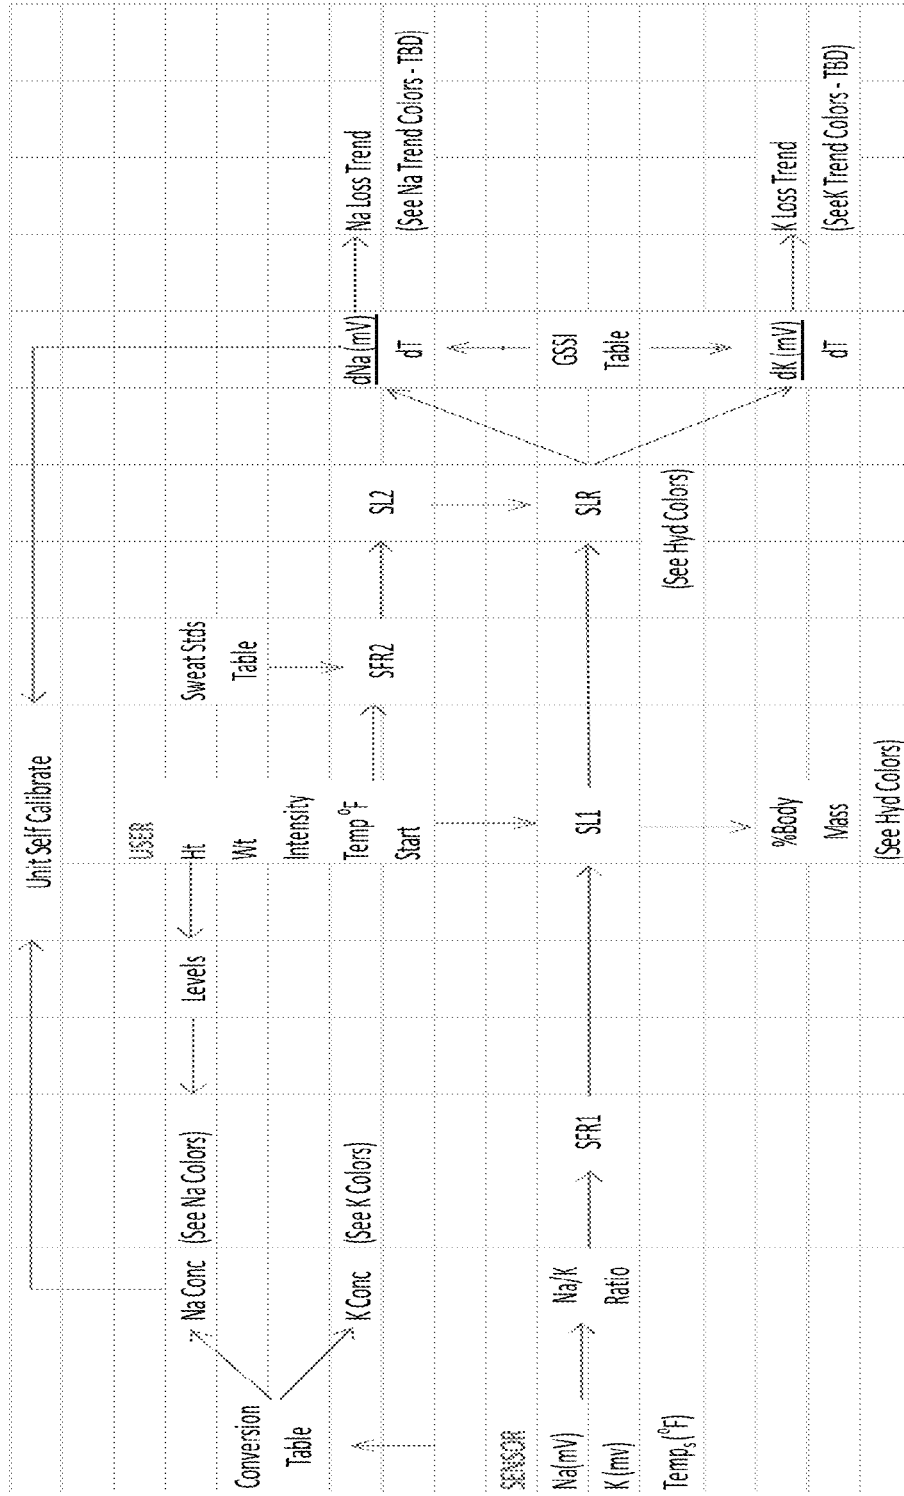 Unit Self Calibrate
USER
Ht
Wt
Intensity
Temp °F
Start
Levels
Na Conc (See Na Colors)
K Conc (See K Colors)
Conversion
Table
SENSOR
Na(mV)
K (mv)
Temps (°F)
Na/K
Ratio
SFR1
SL1
%Body
Mass
(See Hyd Colors)
Sweat Stds
Table
SFR2
SL2
SLR
(See Hyd Colors)
dNa (mV)
dT
GSSI
Table
dK (mV)
dT
Na Loss Trend
(See Na Trend Colors - TBD)
K Loss Trend
(SeeK Trend Colors - TBD)